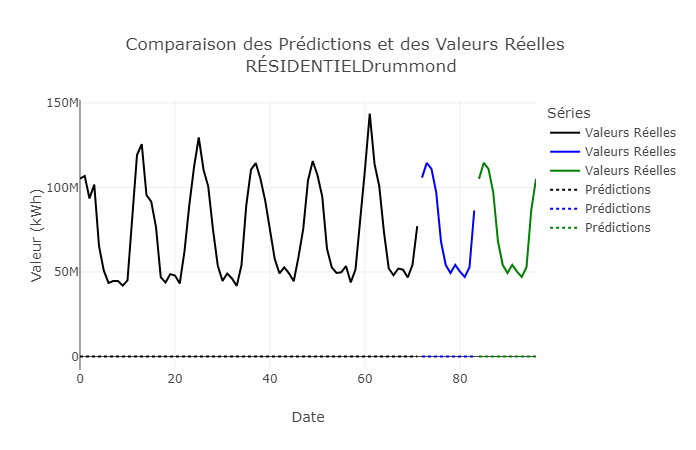 Comparaison des Prédictions et des Valeurs Réelles
RÉSIDENTIELDrummond
150M
100M
50M
0
Valeur (kWh)
0 20 40 60 80
Date
Séries
Valeurs Réelles
Valeurs Réelles
Valeurs Réelles
Prédictions
Prédictions
Prédictions